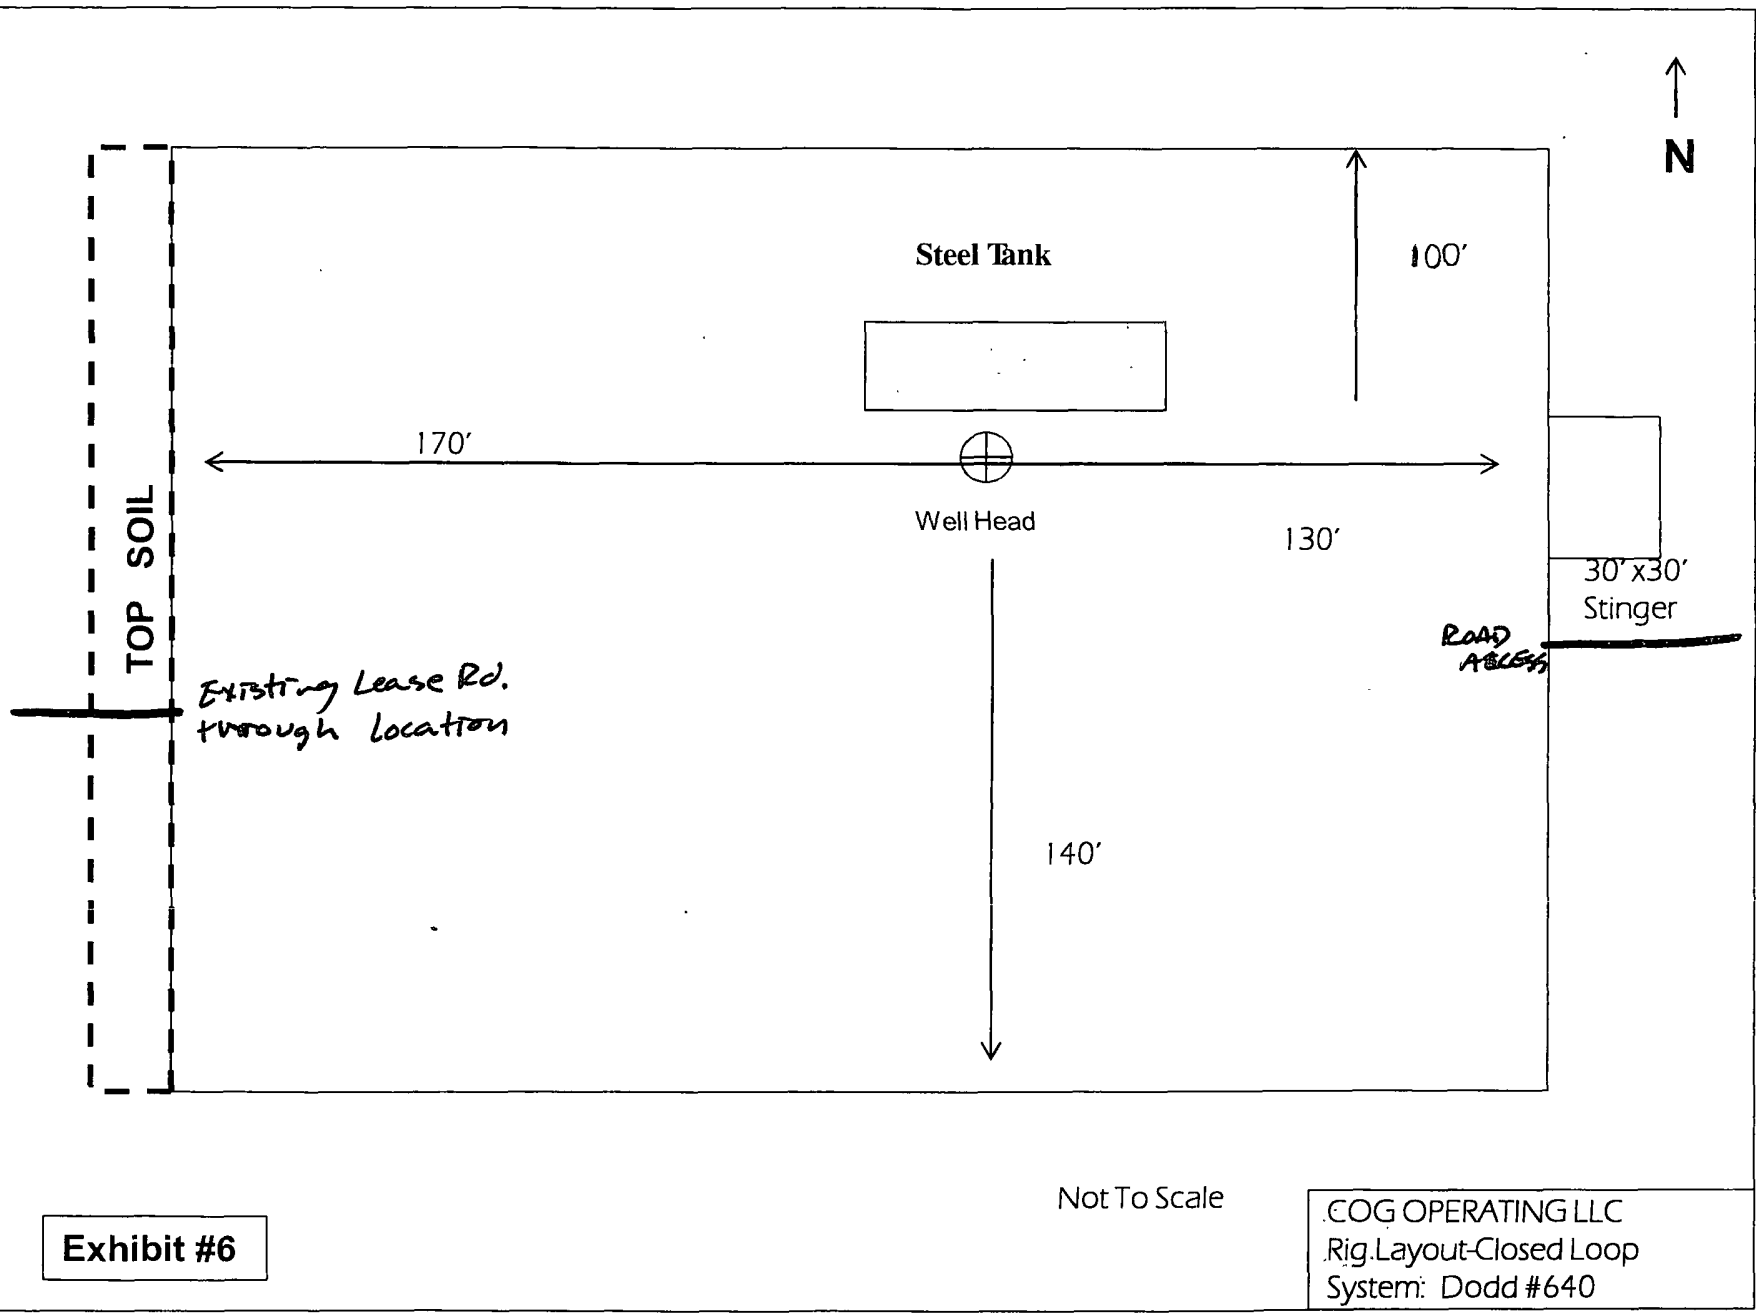 N
Steel Tank
100'
170'
Well Head
130'
30' x30'
Stinger
TOP SOIL
ROAD
ACCESS
Existing Lease Rd.
through Location
140'
Not To Scale
Exhibit #6
COG OPERATING LLC
Rig.Layout-Closed Loop
System: Dodd #640